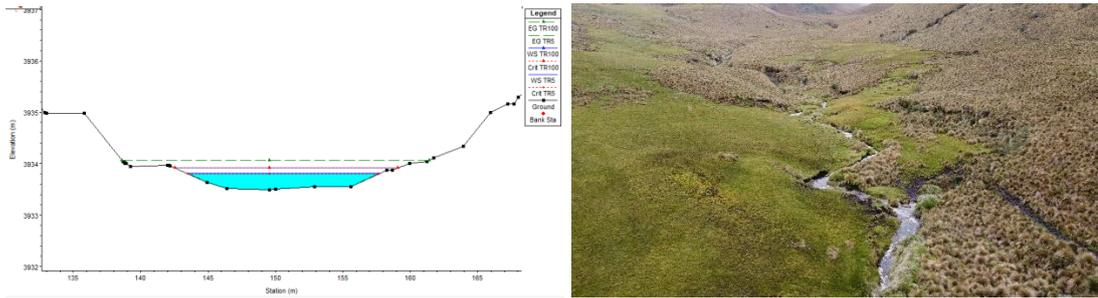 3937
3936
3935
3934
3933
3932
Elevation (m)
135 140 145 150 155 160 165
Station (m)
Legend
EG TR100
EG TR5
WS TR100
Crit TR100
WS TR5
Crit TR5
Ground
Bank Sta